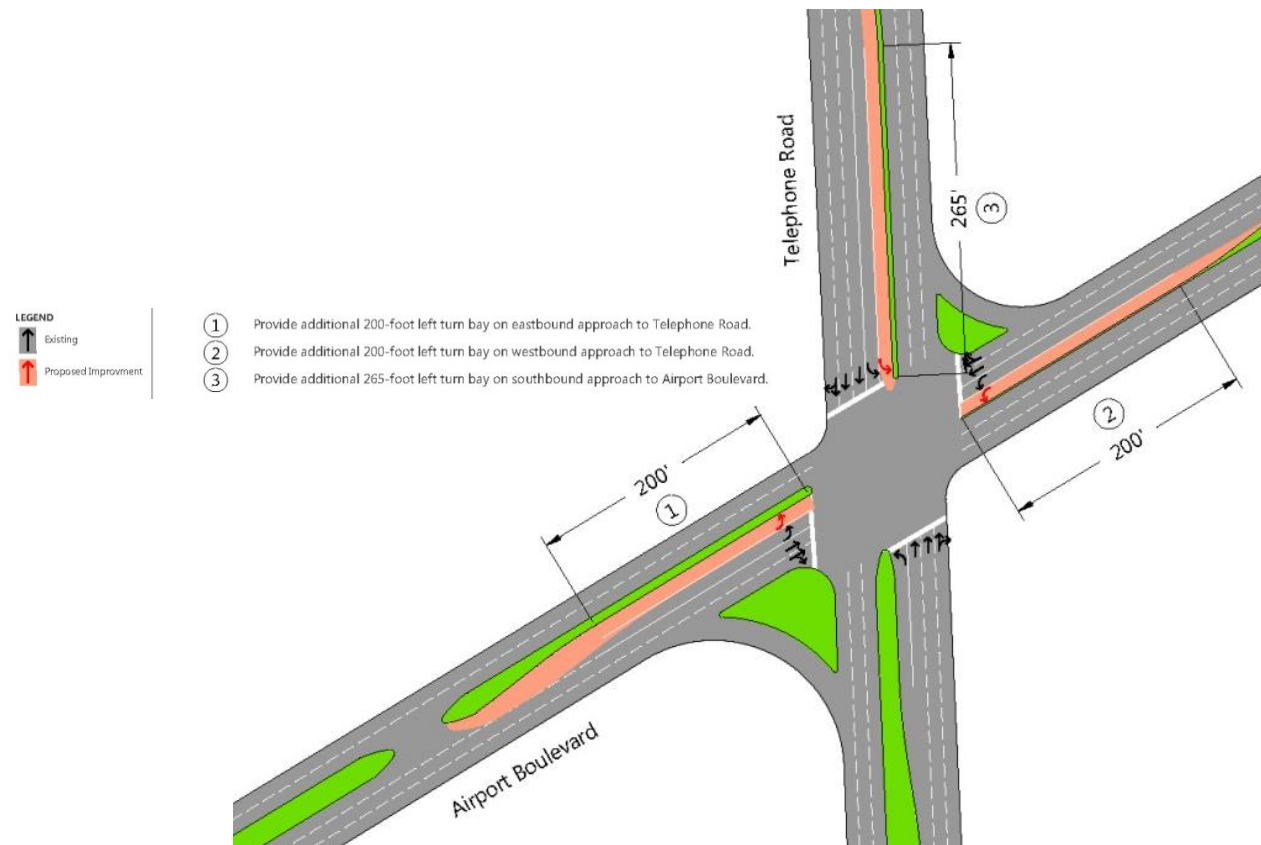 Telephone Road
265'
3
LEGEND
Existing
Proposed Improvment
1 Provide additional 200-foot left turn bay on eastbound approach to Telephone Road.
2 Provide additional 200-foot left turn bay on westbound approach to Telephone Road.
3 Provide additional 265-foot left turn bay on southbound approach to Airport Boulevard.
2
200'
200'
1
Airport Boulevard